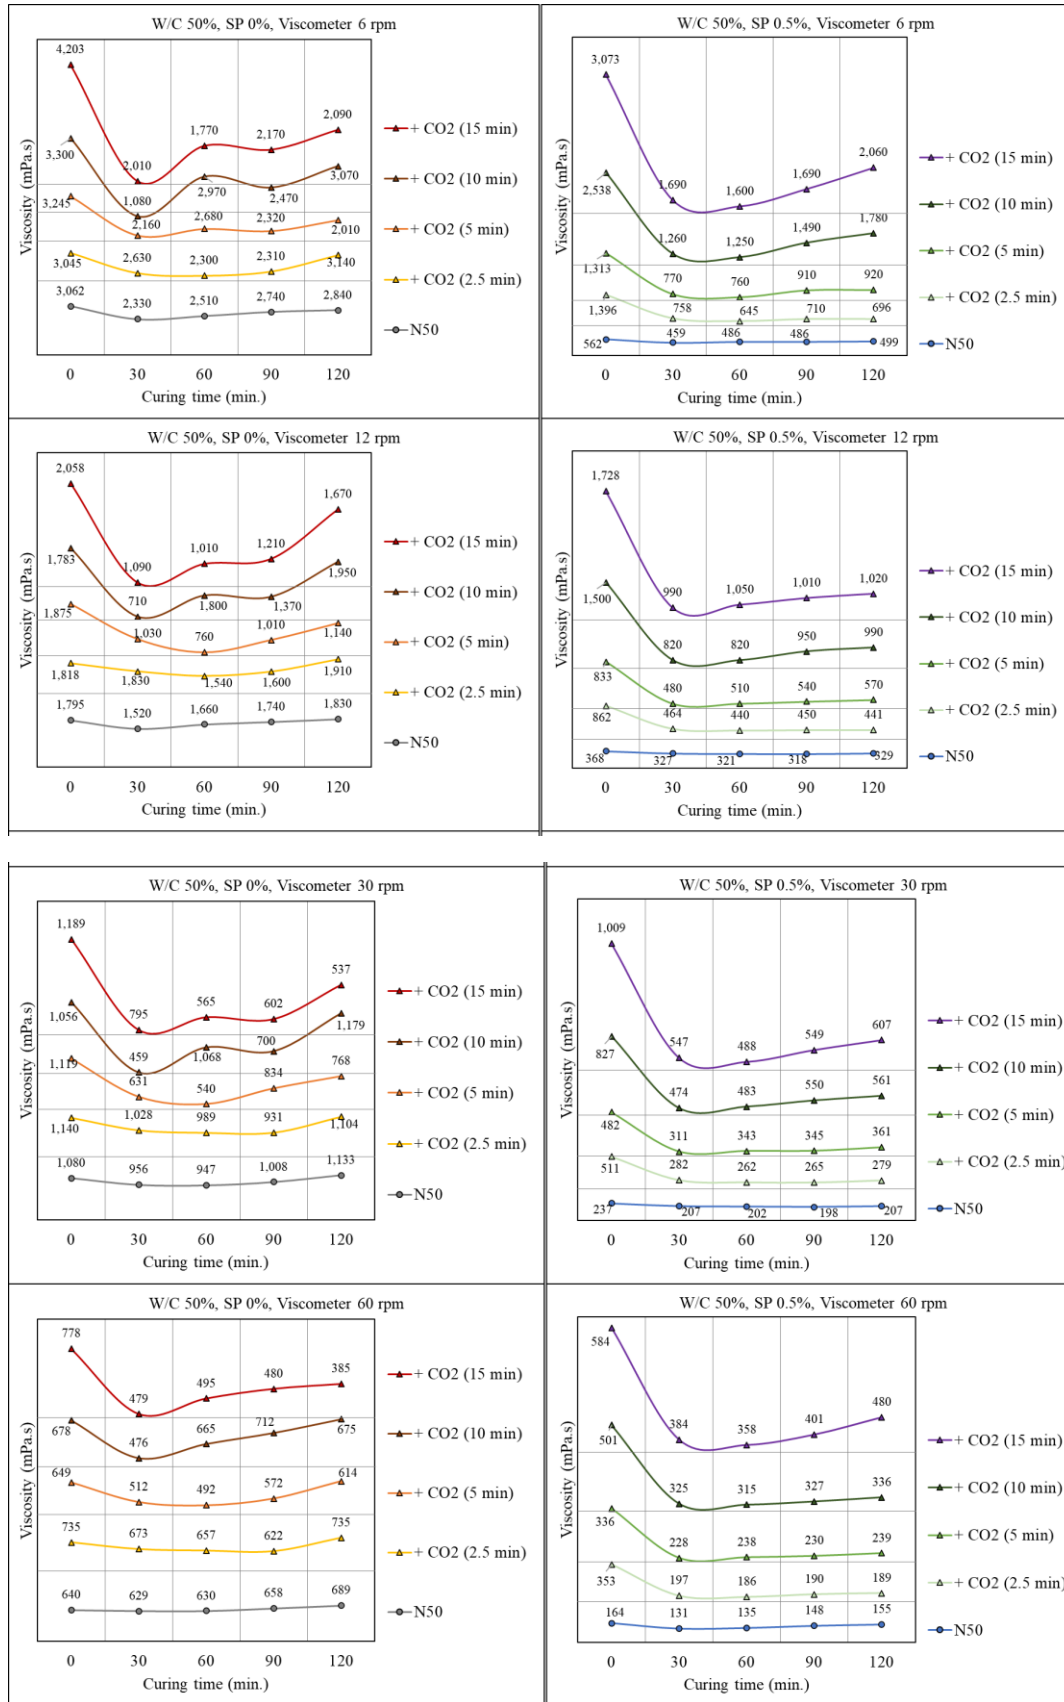 W/C 50%, SP 0%, Viscometer 6 rpm
Viscosity (mPa.s)
4,203
2,010
1,770
2,170
2,090
3,300
1,080
2,970
2,470
3,070
3,245
2,160
2,680
2,320
2,010
3,045
2,630
2,300
2,310
3,140
3,062
2,330
2,510
2,740
2,840
+ CO2 (15 min)
+ CO2 (10 min)
+ CO2 (5 min)
+ CO2 (2.5 min)
N50
0 30 60 90 120
Curing time (min.)
W/C 50%, SP 0.5%, Viscometer 6 rpm
Viscosity (mPa.s)
3,073
1,690
1,600
1,690
2,060
2,538
1,260
1,250
1,490
1,780
1,313
770
760
910
920
1,396
758
645
710
696
562
459
486
486
499
+ CO2 (15 min)
+ CO2 (10 min)
+ CO2 (5 min)
+ CO2 (2.5 min)
N50
0 30 60 90 120
Curing time (min.)
W/C 50%, SP 0%, Viscometer 12 rpm
Viscosity (mPa.s)
2,058
1,090
1,010
1,210
1,670
1,783
710
1,800
1,370
1,950
1,875
1,030
760
1,010
1,140
1,818
1,830
1,540
1,600
1,910
1,795
1,520
1,660
1,740
1,830
+ CO2 (15 min)
+ CO2 (10 min)
+ CO2 (5 min)
+ CO2 (2.5 min)
N50
0 30 60 90 120
Curing time (min.)
W/C 50%, SP 0.5%, Viscometer 12 rpm
Viscosity (mPa.s)
1,728
990
1,050
1,010
1,020
1,500
820
820
950
990
833
480
510
540
570
862
464
440
450
441
368
327
321
318
329
+ CO2 (15 min)
+ CO2 (10 min)
+ CO2 (5 min)
+ CO2 (2.5 min)
N50
0 30 60 90 120
Curing time (min.)
W/C 50%, SP 0%, Viscometer 30 rpm
Viscosity (mPa.s)
1,189
795
565
602
537
1,056
459
1,068
700
1,179
1,119
631
540
834
768
1,140
1,028
989
931
1,104
1,080
956
947
1,008
1,133
+ CO2 (15 min)
+ CO2 (10 min)
+ CO2 (5 min)
+ CO2 (2.5 min)
N50
0 30 60 90 120
Curing time (min.)
W/C 50%, SP 0.5%, Viscometer 30 rpm
Viscosity (mPa.s)
1,009
547
488
549
607
827
474
483
550
561
482
311
343
345
361
511
282
262
265
279
237
207
202
198
207
+ CO2 (15 min)
+ CO2 (10 min)
+ CO2 (5 min)
+ CO2 (2.5 min)
N50
0 30 60 90 120
Curing time (min.)
W/C 50%, SP 0%, Viscometer 60 rpm
Viscosity (mPa.s)
778
479
495
480
385
678
476
665
712
675
649
512
492
572
614
735
673
657
622
735
640
629
630
658
689
+ CO2 (15 min)
+ CO2 (10 min)
+ CO2 (5 min)
+ CO2 (2.5 min)
N50
0 30 60 90 120
Curing time (min.)
W/C 50%, SP 0.5%, Viscometer 60 rpm
Viscosity (mPa.s)
584
384
358
401
480
501
325
315
327
336
336
228
238
230
239
353
197
186
190
189
164
131
135
148
155
+ CO2 (15 min)
+ CO2 (10 min)
+ CO2 (5 min)
+ CO2 (2.5 min)
N50
0 30 60 90 120
Curing time (min.)